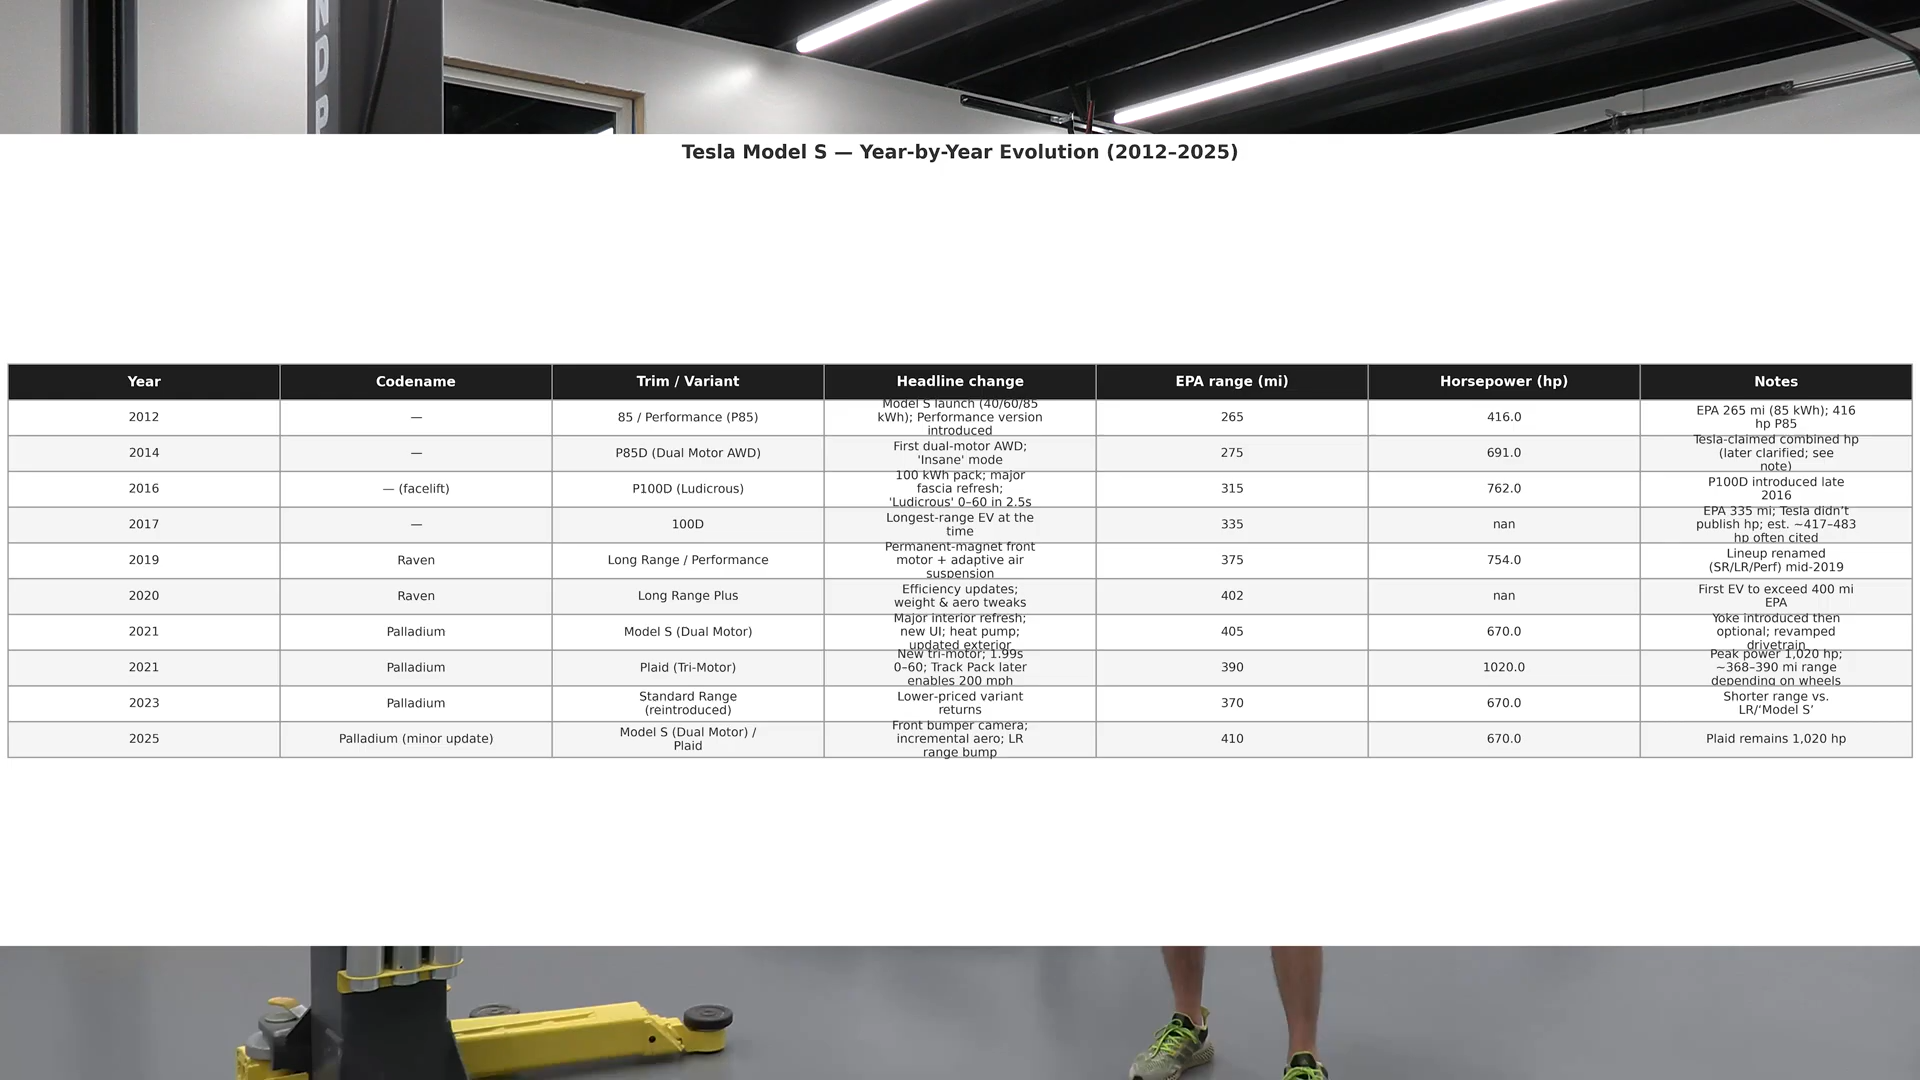 NDP
Tesla Model S — Year-by-Year Evolution (2012–2025)
Year Codename Trim / Variant Headline change EPA range (mi) Horsepower (hp) Notes
2012 — 85 / Performance (P85) Model S launch (40/60/85 kWh); Performance version introduced 265 416.0 EPA 265 mi (85 kWh); 416 hp P85
2014 — P85D (Dual Motor AWD) First dual-motor AWD; 'Insane' mode 275 691.0 Tesla-claimed combined hp (later clarified; see note)
2016 — (facelift) P100D (Ludicrous) 100 kWh pack; major fascia refresh; 'Ludicrous' 0–60 in 2.5s 315 762.0 P100D introduced late 2016
2017 — 100D Longest-range EV at the time 335 nan EPA 335 mi; Tesla didn’t publish hp; est. ~417–483 hp often cited
2019 Raven Long Range / Performance Permanent-magnet front motor + adaptive air suspension 375 754.0 Lineup renamed (SR/LR/Perf) mid-2019
2020 Raven Long Range Plus Efficiency updates; weight & aero tweaks 402 nan First EV to exceed 400 mi EPA
2021 Palladium Model S (Dual Motor) Major interior refresh; new UI; heat pump; updated exterior 405 670.0 Yoke introduced then optional; revamped drivetrain
2021 Palladium Plaid (Tri-Motor) New tri-motor; 1.99s 0–60; Track Pack later enables 200 mph 390 1020.0 Peak power 1,020 hp; ~368–390 mi range depending on wheels
2023 Palladium Standard Range (reintroduced) Lower-priced variant returns 370 670.0 Shorter range vs. LR/‘Model S’
2025 Palladium (minor update) Model S (Dual Motor) / Plaid Front bumper camera; incremental aero; LR range bump 410 670.0 Plaid remains 1,020 hp